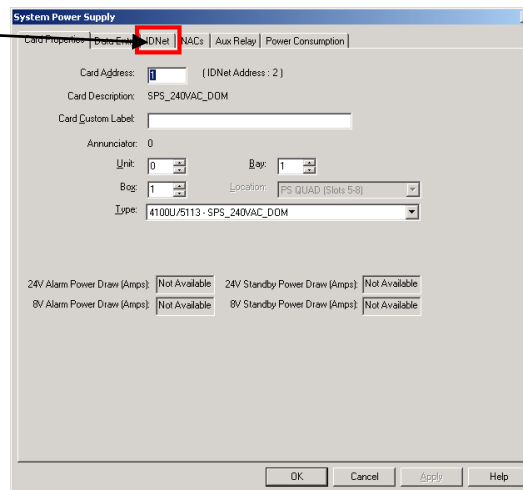 System Power Supply
Card Properties Data Entry IDNet NACs Aux Relay Power Consumption
Card Address: 1 ( IDNet Address : 2 )
Card Description: SPS_240VAC_DOM
Card Custom Label:
Annunciator: 0
Unit: 0 Bay: 1
Box: 1 Location: PS QUAD (Slots 5-8)
Type: 4100U/5113 - SPS_240VAC_DOM
24V Alarm Power Draw (Amps): Not Available 24V Standby Power Draw (Amps): Not Available
8V Alarm Power Draw (Amps): Not Available 8V Standby Power Draw (Amps): Not Available
OK Cancel Apply Help